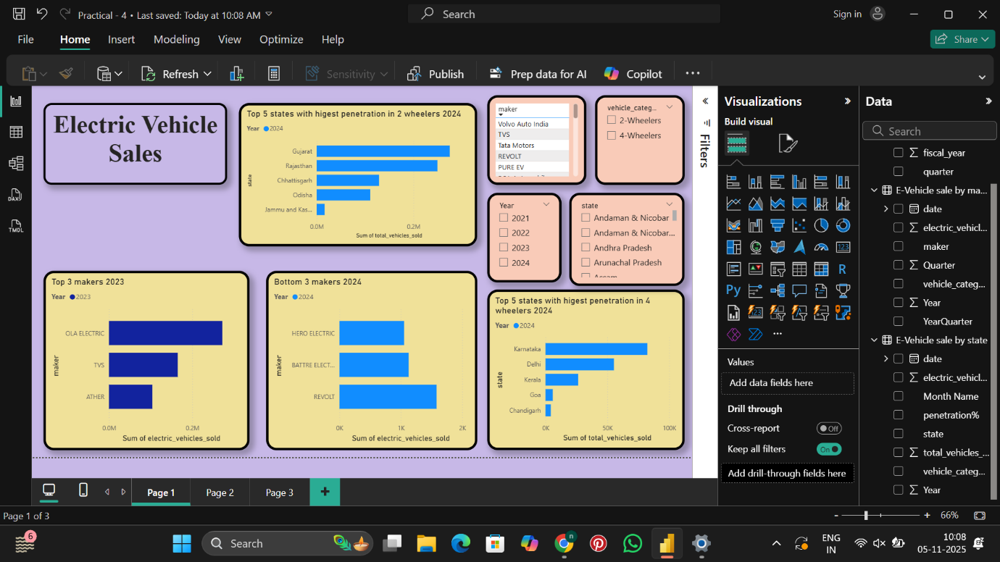 Practical - 4 • Last saved: Today at 10:08 AM
Search
Sign in
File
Home
Insert
Modeling
View
Optimize
Help
Share
Refresh
Sensitivity
Publish
Prep data for AI
Copilot
Electric Vehicle
Sales
Top 5 states with higest penetration in 2 wheelers 2024
Year 2024
state
Gujarat
Rajasthan
Chhattisgarh
Odisha
Jammu and Kas...
0.0M 0.2M
Sum of total_vehicles_sold
maker
Volvo Auto India
TVS
Tata Motors
REVOLT
PURE EV
vehicle_categ...
2-Wheelers
4-Wheelers
Year
2021
2022
2023
2024
state
Andaman & Nicobar
Andaman & Nicobar...
Andhra Pradesh
Arunachal Pradesh
Assam
Top 3 makers 2023
Year 2023
maker
OLA ELECTRIC
TVS
ATHER
0.0M 0.2M
Sum of electric_vehicles_sold
Bottom 3 makers 2024
Year 2024
maker
HERO ELECTRIC
BATTRE ELECT...
REVOLT
0K 1K 2K
Sum of electric_vehicles_sold
Top 5 states with higest penetration in 4
wheelers 2024
Year 2024
state
Karnataka
Delhi
Kerala
Goa
Chandigarh
0K 50K 100K
Sum of total_vehicles_sold
Filters
Visualizations
Build visual
123
R
Py
123
Values
Add data fields here
Drill through
Cross-report
Off
Keep all filters
On
Add drill-through fields here
Data
Search
fiscal_year
quarter
E-Vehicle sale by ma...
date
electric_vehicl...
maker
Quarter
vehicle_categ...
Year
YearQuarter
E-Vehicle sale by state
date
electric_vehicl...
Month Name
penetration%
state
total_vehicles_...
vehicle_categ...
Year
DAX
TMDL
Page 1
Page 2
Page 3
Page 1 of 3
- + 66%
6
Search
n
ENG
IN
10:08
05-11-2025